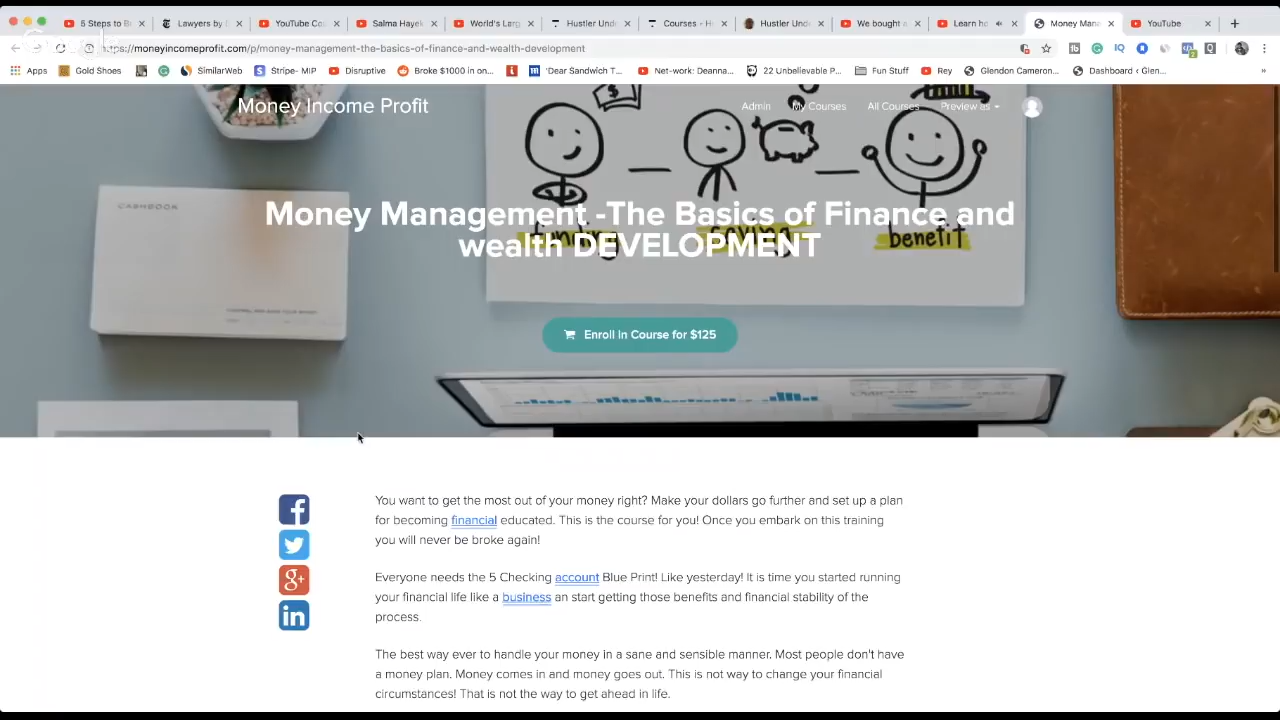 5 Steps to B
Lawyers by
YouTube Co
Salma Hayek
World's Larg
Hustler Und
Courses - H
Hustler Und
We bought a
Learn ho
Money Mana
YouTube
https://moneyincomeprofit.com/p/money-management-the-basics-of-finance-and-wealth-development
Apps
Gold Shoes
SimilarWeb
Stripe- MIP
Disruptive
Broke $1000 in on...
'Dear Sandwich T...
Net-work: Deanna...
22 Unbelievable P...
Fun Stuff
Rey
Glendon Cameron...
Dashboard ‹ Glen...
»
Money Income Profit
Admin
My Courses
All Courses
Preview as
CASHBOOK
Money Management -The Basics of Finance and
wealth DEVELOPMENT
funding
saving
benefit
Enroll in Course for $125
You want to get the most out of your money right? Make your dollars go further and set up a plan
for becoming financial educated. This is the course for you! Once you embark on this training
you will never be broke again!
Everyone needs the 5 Checking account Blue Print! Like yesterday! It is time you started running
your financial life like a business an start getting those benefits and financial stability of the
process.
The best way ever to handle your money in a sane and sensible manner. Most people don't have
a money plan. Money comes in and money goes out. This is not way to change your financial
circumstances! That is not the way to get ahead in life.